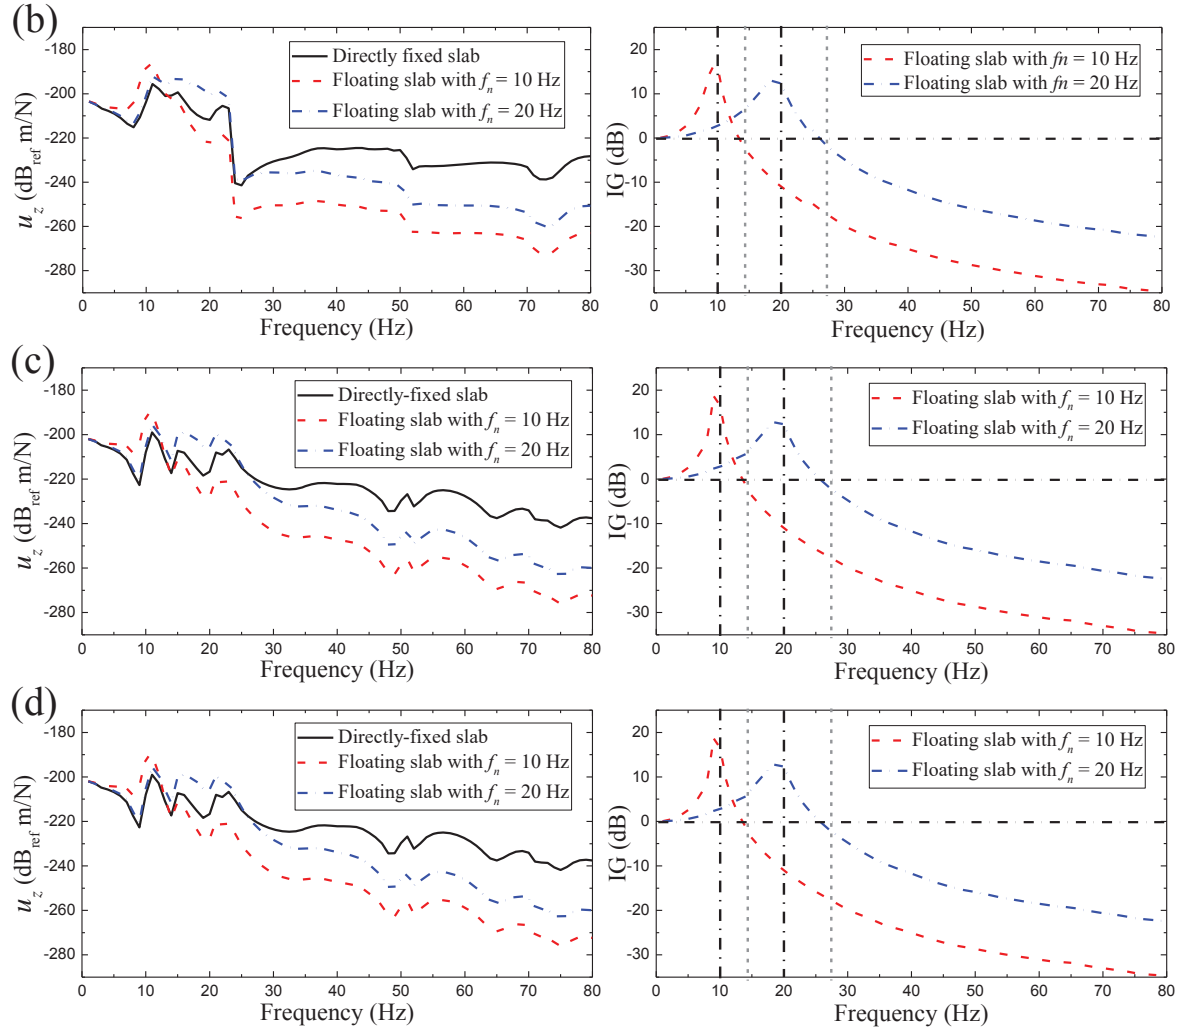 (b)
-180
-200
-220
-240
-260
-280
0 10 20 30 40 50 60 70 80
u_z (dB_ref m/N)
Frequency (Hz)
Directly fixed slab
Floating slab with f_n = 10 Hz
Floating slab with f_n = 20 Hz
20
10
0
-10
-20
-30
0 10 20 30 40 50 60 70 80
IG (dB)
Frequency (Hz)
Floating slab with fn = 10 Hz
Floating slab with fn = 20 Hz
(c)
-180
-200
-220
-240
-260
-280
0 10 20 30 40 50 60 70 80
u_z (dB_ref m/N)
Frequency (Hz)
Directly-fixed slab
Floating slab with f_n = 10 Hz
Floating slab with f_n = 20 Hz
20
10
0
-10
-20
-30
0 10 20 30 40 50 60 70 80
IG (dB)
Frequency (Hz)
Floating slab with f_n = 10 Hz
Floating slab with f_n = 20 Hz
(d)
-180
-200
-220
-240
-260
-280
0 10 20 30 40 50 60 70 80
u_z (dB_ref m/N)
Frequency (Hz)
Directly-fixed slab
Floating slab with f_n = 10 Hz
Floating slab with f_n = 20 Hz
20
10
0
-10
-20
-30
0 10 20 30 40 50 60 70 80
IG (dB)
Frequency (Hz)
Floating slab with f_n = 10 Hz
Floating slab with f_n = 20 Hz